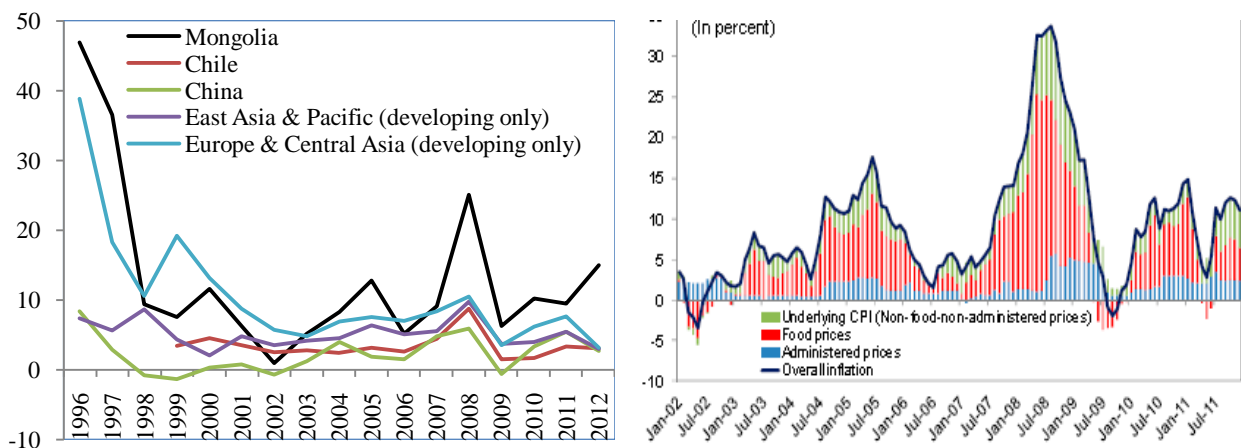 50
40
30
20
10
0
-10
Mongolia
Chile
China
East Asia & Pacific (developing only)
Europe & Central Asia (developing only)
1996
1997
1998
1999
2000
2001
2002
2003
2004
2005
2006
2007
2008
2009
2010
2011
2012
(In percent)
30
25
20
15
10
5
0
-5
-10
Underlying CPI (Non-food-non-administered prices)
Food prices
Administered prices
Overall inflation
Jan-02
Jul-02
Jan-03
Jul-03
Jan-04
Jul-04
Jan-05
Jul-05
Jan-06
Jul-06
Jan-07
Jul-07
Jan-08
Jul-08
Jan-09
Jul-09
Jan-10
Jul-10
Jan-11
Jul-11